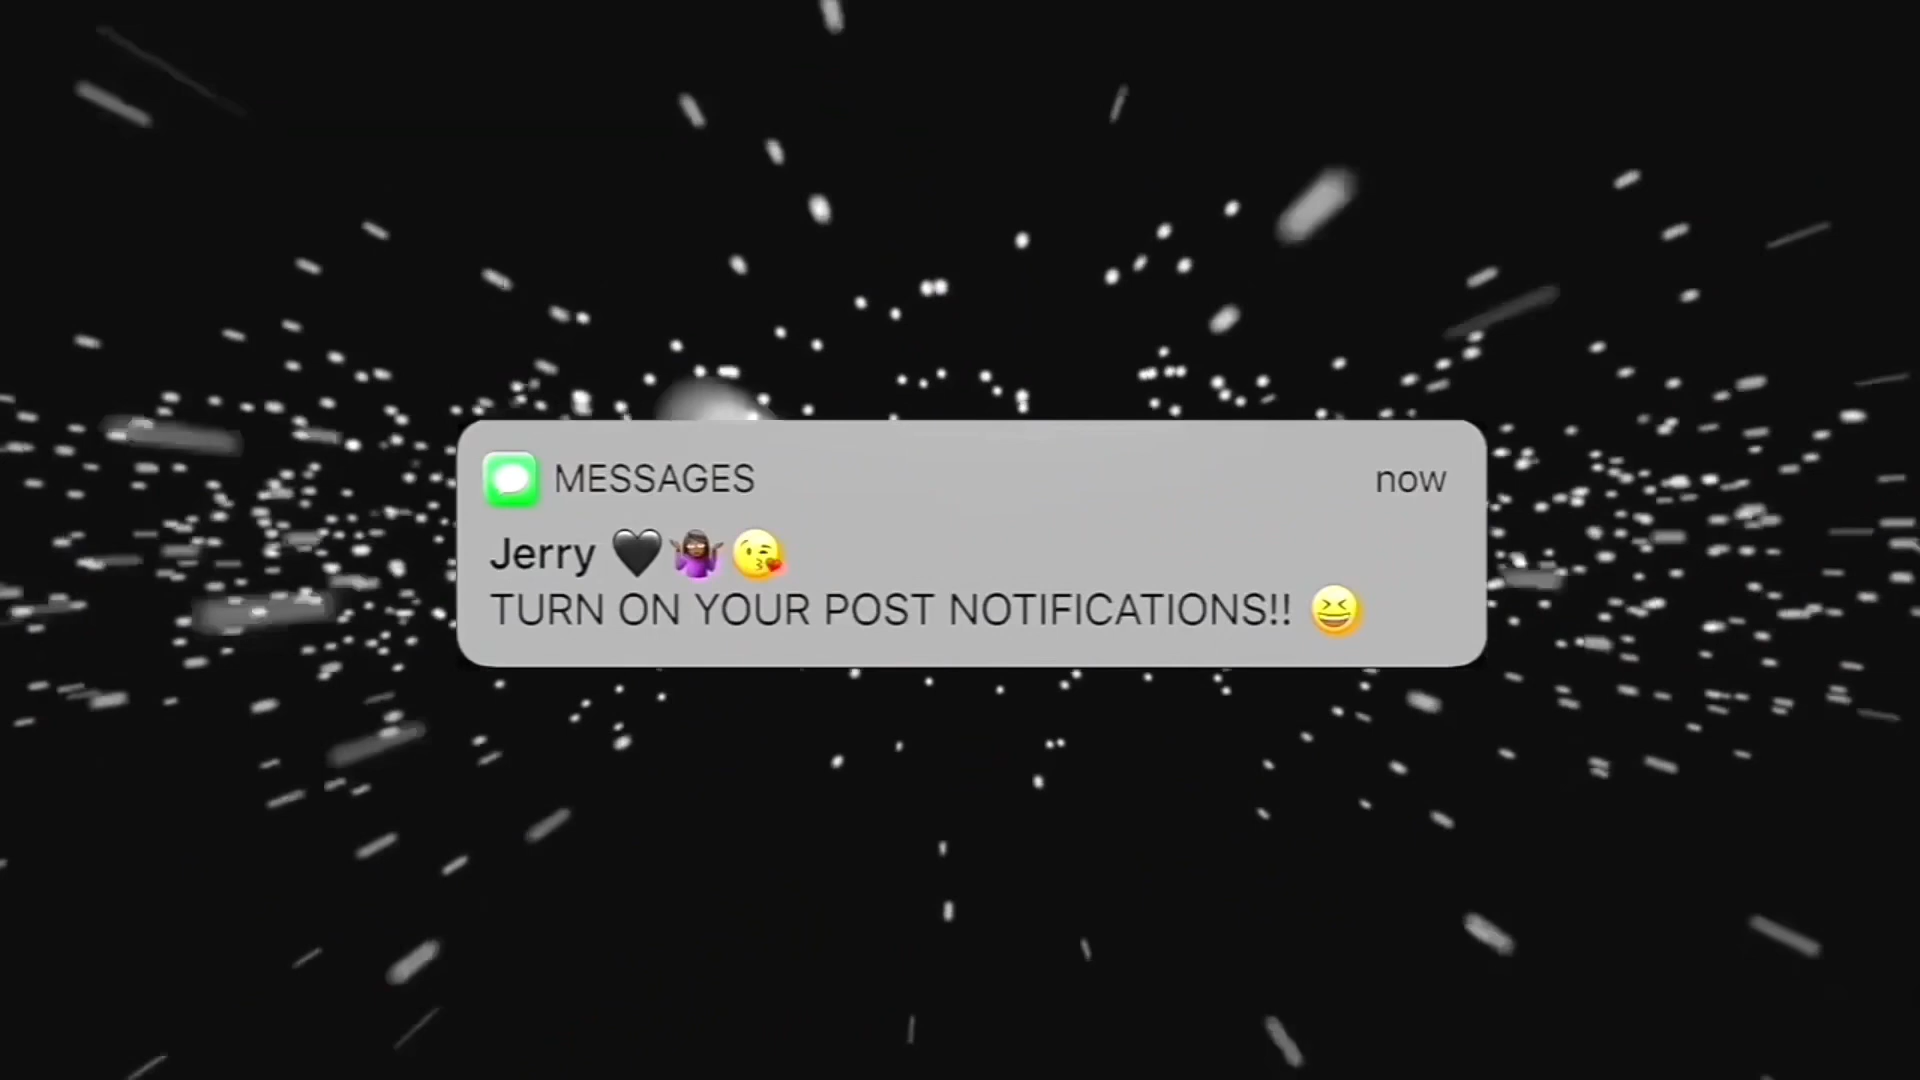 MESSAGES now
Jerry 🖤🤷🏾‍♀️😘
TURN ON YOUR POST NOTIFICATIONS!! 😆